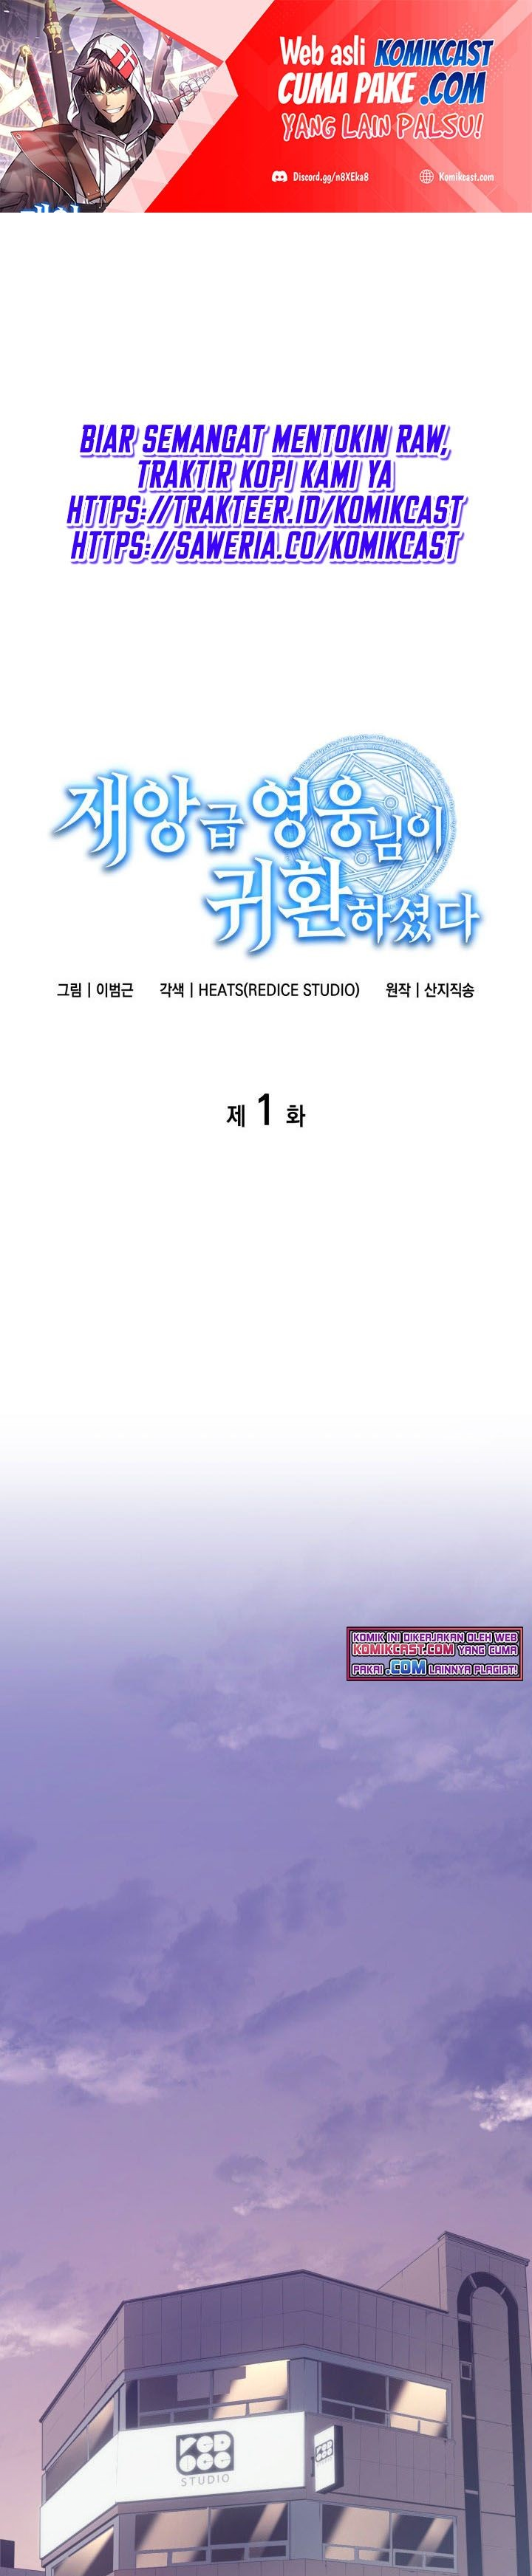 Web asli KOMIKCAST
CUMA PAKE .COM
YANG LAIN PALSU!
Discord.gg/n8XEka8 Komikcast.com
BIAR SEMANGAT MENTOKIN RAW,
TRAKTIR KOPI KAMI YA
HTTPS://TRAKTEER.ID/KOMIKCAST
HTTPS://SAWERIA.CO/KOMIKCAST
재앙급 영웅님이
귀환하셨다
그림 | 이범근 각색 | HEATS(REDICE STUDIO) 원작 | 산지직송
제 1 화
KOMIK INI DIKERJAKAN OLEH WEB
KOMIKCAST.COM YANG CUMA
PAKAI .COM LAINNYA PLAGIAT!
RED
ICE
STUDIO